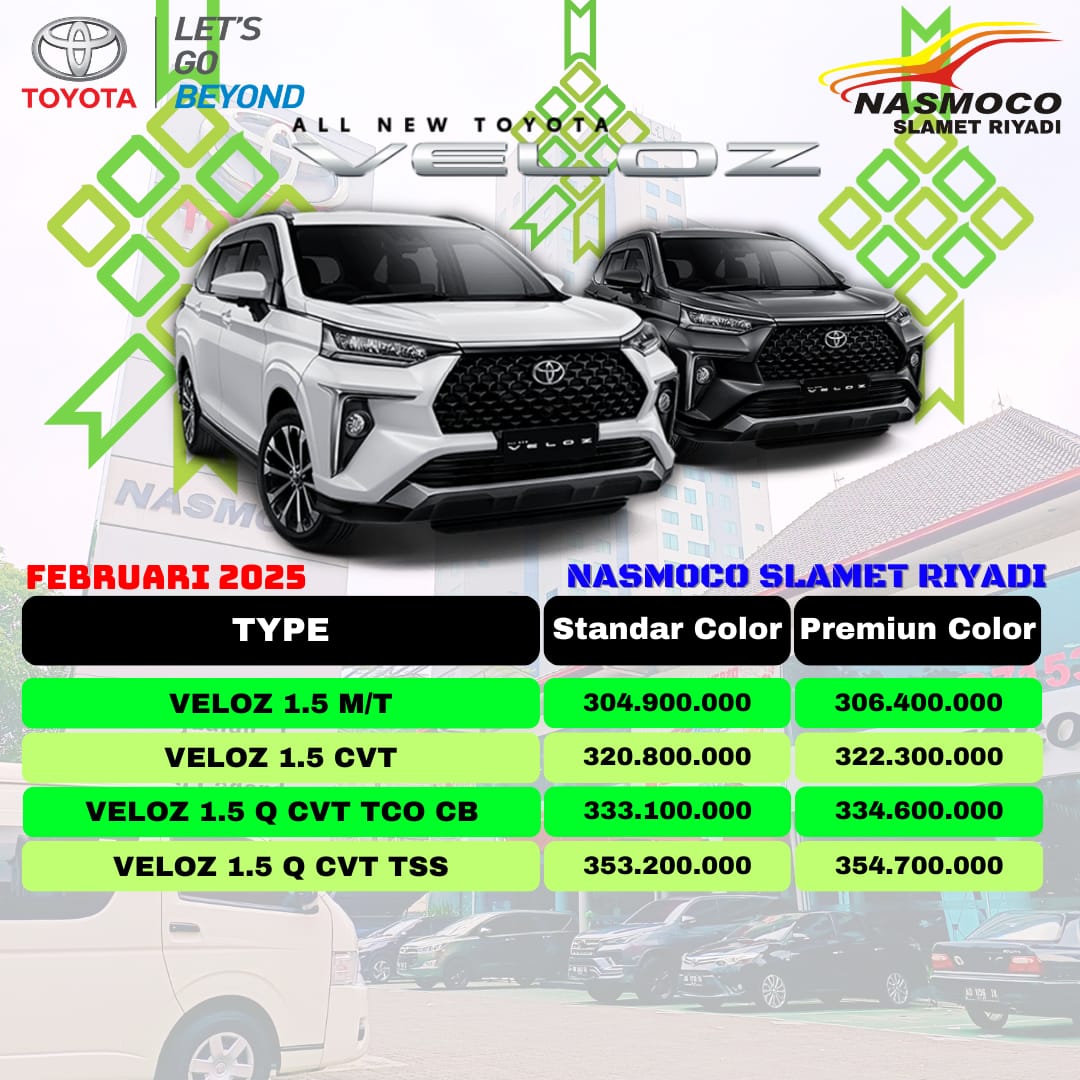 TOYOTA
LET'S
GO
BEYOND
NASMOCO
SLAMET RIYADI
ALL NEW TOYOTA
VELOZ
VELOZ
VELOZ
NASMO
FEBRUARI 2025
NASMOCO SLAMET RIYADI
TYPE Standar Color Premiun Color
VELOZ 1.5 M/T 304.900.000 306.400.000
VELOZ 1.5 CVT 320.800.000 322.300.000
VELOZ 1.5 Q CVT TCO CB 333.100.000 334.600.000
VELOZ 1.5 Q CVT TSS 353.200.000 354.700.000